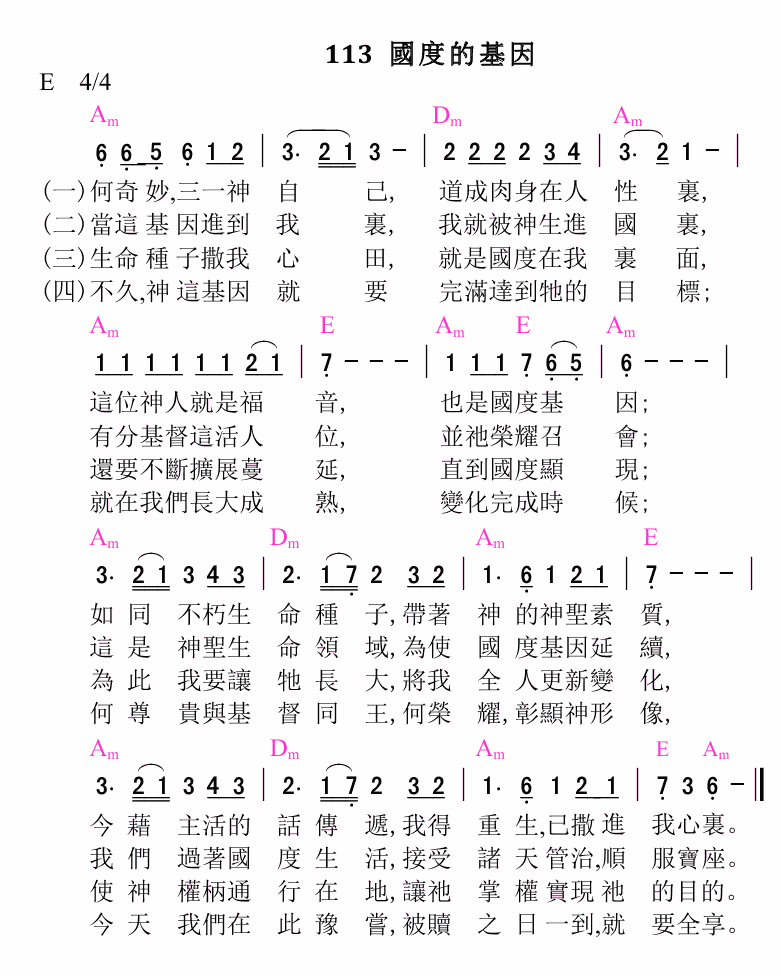 113 國度的基因
E 4/4
Am Dm Am
6 6 5 6 1 2 | 3· 2 1 3 - | 2 2 2 2 3 4 | 3· 2 1 - |
(一)何奇妙,三一神自己,道成肉身在人性裏,
(二)當這基因進到我裏,我就被神生進國裏,
(三)生命種子撒我心田,就是國度在我裏面,
(四)不久,神這基因就要完滿達到牠的目標;
Am E Am E Am
1 1 1 1 1 1 2 1 | 7 - - - | 1 1 1 7 6 5 | 6 - - - |
這位神人就是福音,也是國度基因;
有分基督這活人位,並祂榮耀召會;
還要不斷擴展蔓延,直到國度顯現;
就在我們長大成熟,變化完成時候;
Am Dm Am E
3· 2 1 3 4 3 | 2· 1 7 2 3 2 | 1· 6 1 2 1 | 7 - - - |
如同不朽生命種子,帶著神的神聖素質,
這是神聖生命領域,為使國度基因延續,
為此我要讓牠長大,將我全人更新變化,
何尊貴與基督同王,何榮耀,彰顯神形像,
Am Dm Am E Am
3· 2 1 3 4 3 | 2· 1 7 2 3 2 | 1· 6 1 2 1 | 7 3 6 - ‖
今藉主活的話傳遞,我得重生,己撒進我心裏。
我們過著國度生活,接受諸天管治,順服寶座。
使神權柄通行在地,讓祂掌權實現祂的目的。
今天我們在此豫嘗,被贖之日一到,就要全享。